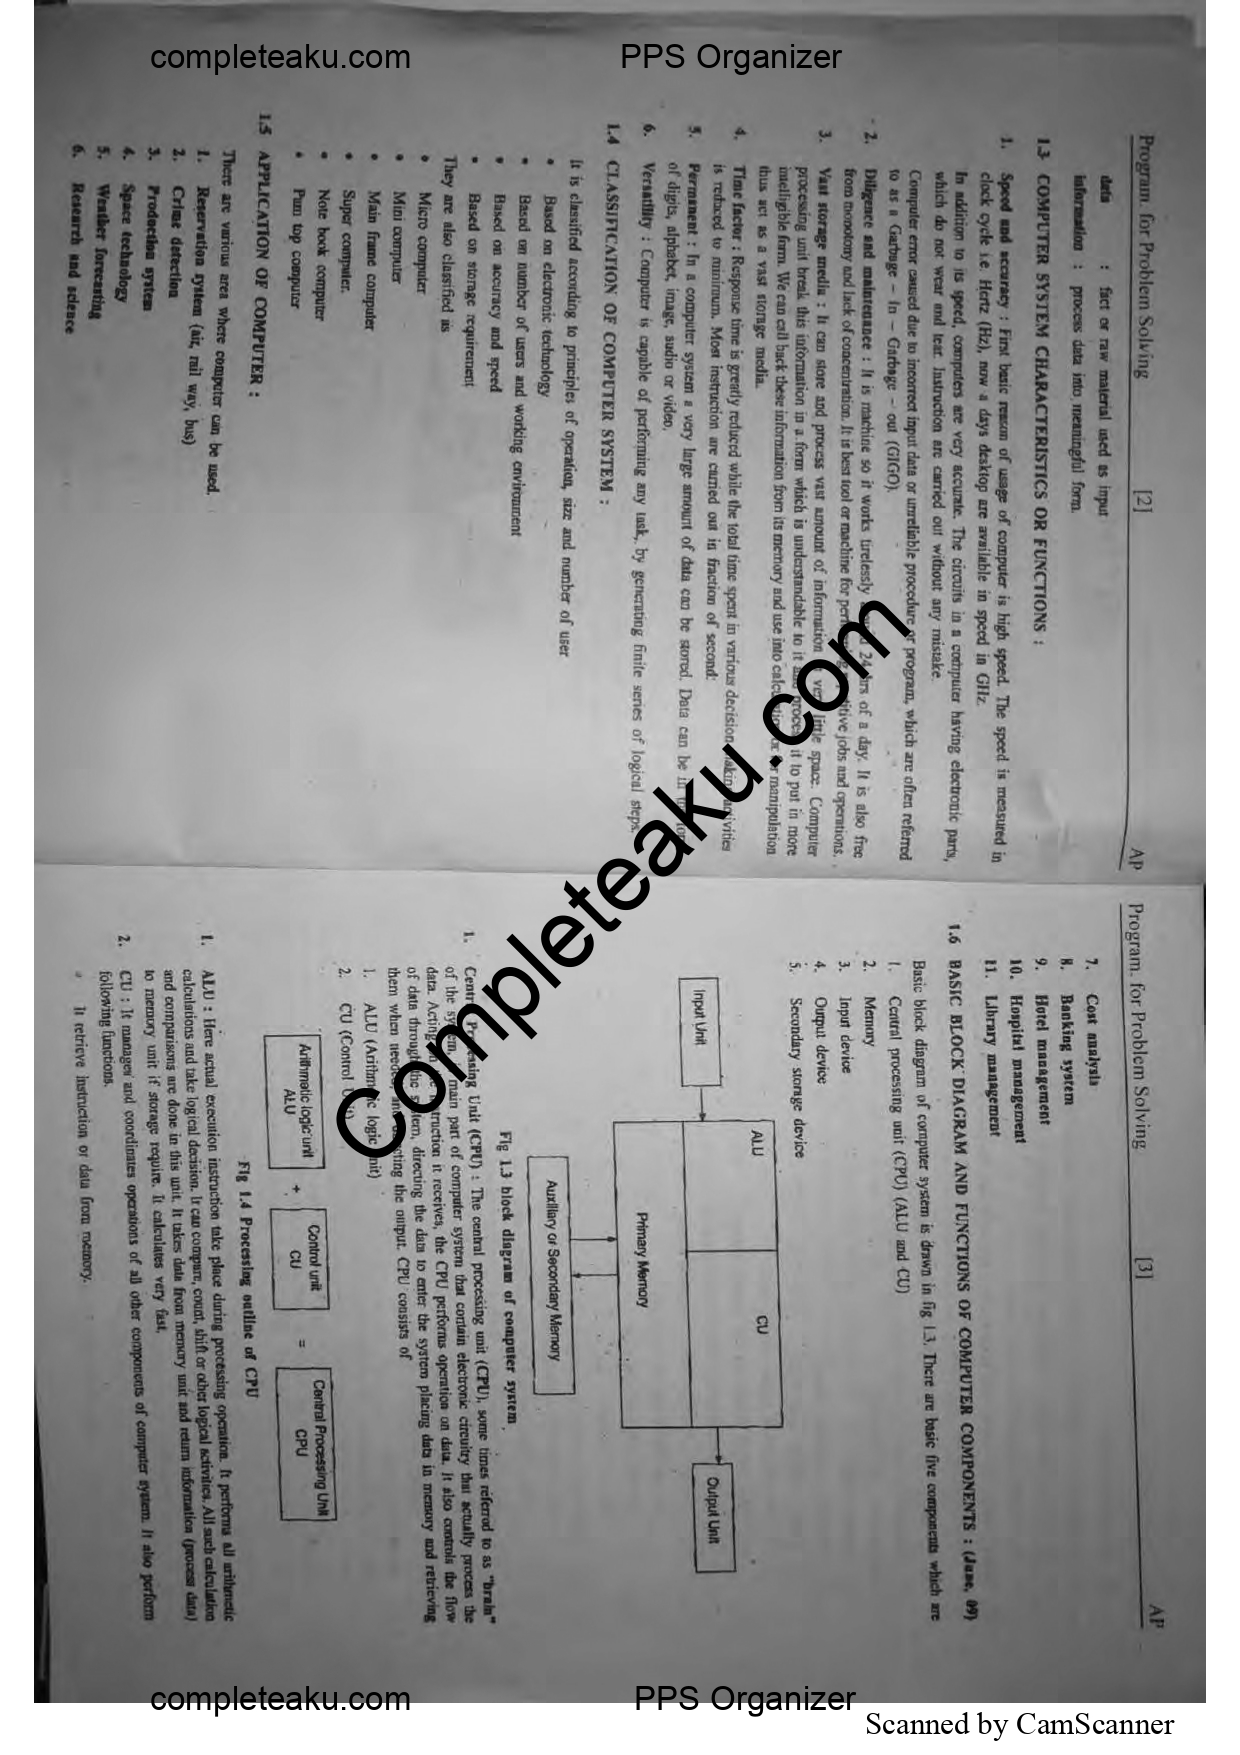 completeaku.com PPS Organizer
Program. for Problem Solving [2] AP
data : fact or raw material used as input
information : process data into meaningful form.
1.3 COMPUTER SYSTEM CHARACTERISTICS OR FUNCTIONS :
1. Speed and accuracy : First basic reason of usage of computer is high speed. The speed is measured in
clock cycle i.e. Hertz (Hz), now a days desktop are available in speed in GHz.
In addition to its speed, computers are very accurate. The circuits in a computer having electronic parts,
which do not wear and tear. Instruction are carried out without any mistake.
Computer error caused due to incorrect input data or unreliable procedure or program, which are often referred
to as a Garbage – In – Garbage – out (GIGO).
2. Diligence and maintenance : It is machine so it works tirelessly 24 hrs of a day. It is also free
from monotony and lack of concentration. It is best tool or machine for jobs and operations.
3. Vast storage media : It can store and process vast amount of information little space. Computer
processing unit break this information in a form which is understandable to it it to put in more
intelligible form. We can call back these information from its memory and use into manipulation
thus act as a vast storage media.
4. Time factor : Response time is greatly reduced while the total time spent in various decision activities
is reduced to minimum. Most instruction are carried out in fraction of second.
5. Permanent : In a computer system a very large amount of data can be stored. Data can be
of digits, alphabet, image, audio or video.
6. Versatility : Computer is capable of performing any task, by generating finite series of logical steps.
1.4 CLASSIFICATION OF COMPUTER SYSTEM :
It is classified according to principles of operation, size and number of user
• Based on electronic technology
• Based on number of users and working environment
• Based on accuracy and speed
• Based on storage requirement
They are also classified as
• Micro computer
• Mini computer
• Main frame computer
• Super computer.
• Note book computer
• Pam top computer
1.5 APPLICATION OF COMPUTER :
There are various area where computer can be used.
1. Reservation system (air, rail way, bus)
2. Crime detection
3. Production system
4. Space technology
5. Weather forecasting
6. Research and science
Program. for Problem Solving [3] AP
7. Cost analysis
8. Banking system
9. Hotel management
10. Hospital management
11. Library management
1.6 BASIC BLOCK DIAGRAM AND FUNCTIONS OF COMPUTER COMPONENTS : (June, 09)
Basic block diagram of computer system is drawn in fig 1.3. There are basic five components which are
1. Central processing unit (CPU) (ALU and CU)
2. Memory
3. Input device
4. Output device
5. Secondary storage device
Input Unit
ALU
CU
Primary Memory
Output Unit
Auxiliary or Secondary Memory
Fig 1.3 block diagram of computer system.
1. Central Processing Unit (CPU) : The central processing unit (CPU), some times referred to as "brain"
of the system, main part of computer system that contain electronic circuitry that actually process the
data. Acting instruction it receives, the CPU performs operation on data. It also controls the flow
of data through the system, directing the data to enter the system placing data in memory and retrieving
them when needed and directing the output. CPU consists of
1. ALU (Arithmetic logic unit)
2. CU (Control Unit)
Arithmatic logic unit
ALU
+
Control unit
CU
=
Central Processing Unit
CPU
Fig 1.4 Processing outline of CPU
1. ALU : Here actual execution instruction take place during processing operation. It performs all arithmetic
calculations and take logical decision. It can compare, count, shift or other logical activities. All such calculation
and comparisons are done in this unit. It takes data from memory unit and return information (process data)
to memory unit if storage require. It calculates very fast.
2. CU : It manages and coordinates operations of all other components of computer system. It also perform
following functions.
It retrieve instruction or data from memory.
Completeaku.com
completeaku.com PPS Organizer
Scanned by CamScanner